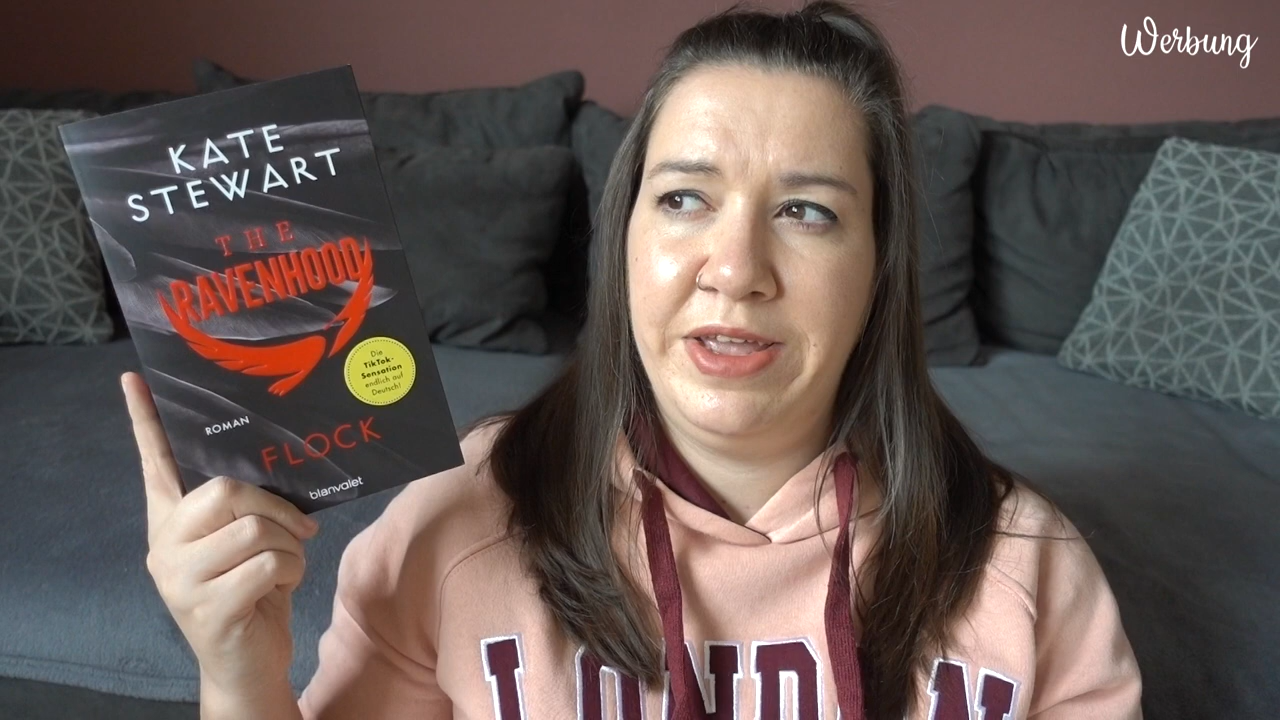 Werbung
KATE
STEWART
THE
RAVENHOOD
Die
TikTok-
Sensation
endlich auf
Deutsch!
ROMAN
FLOCK
blanvalet
LONDON